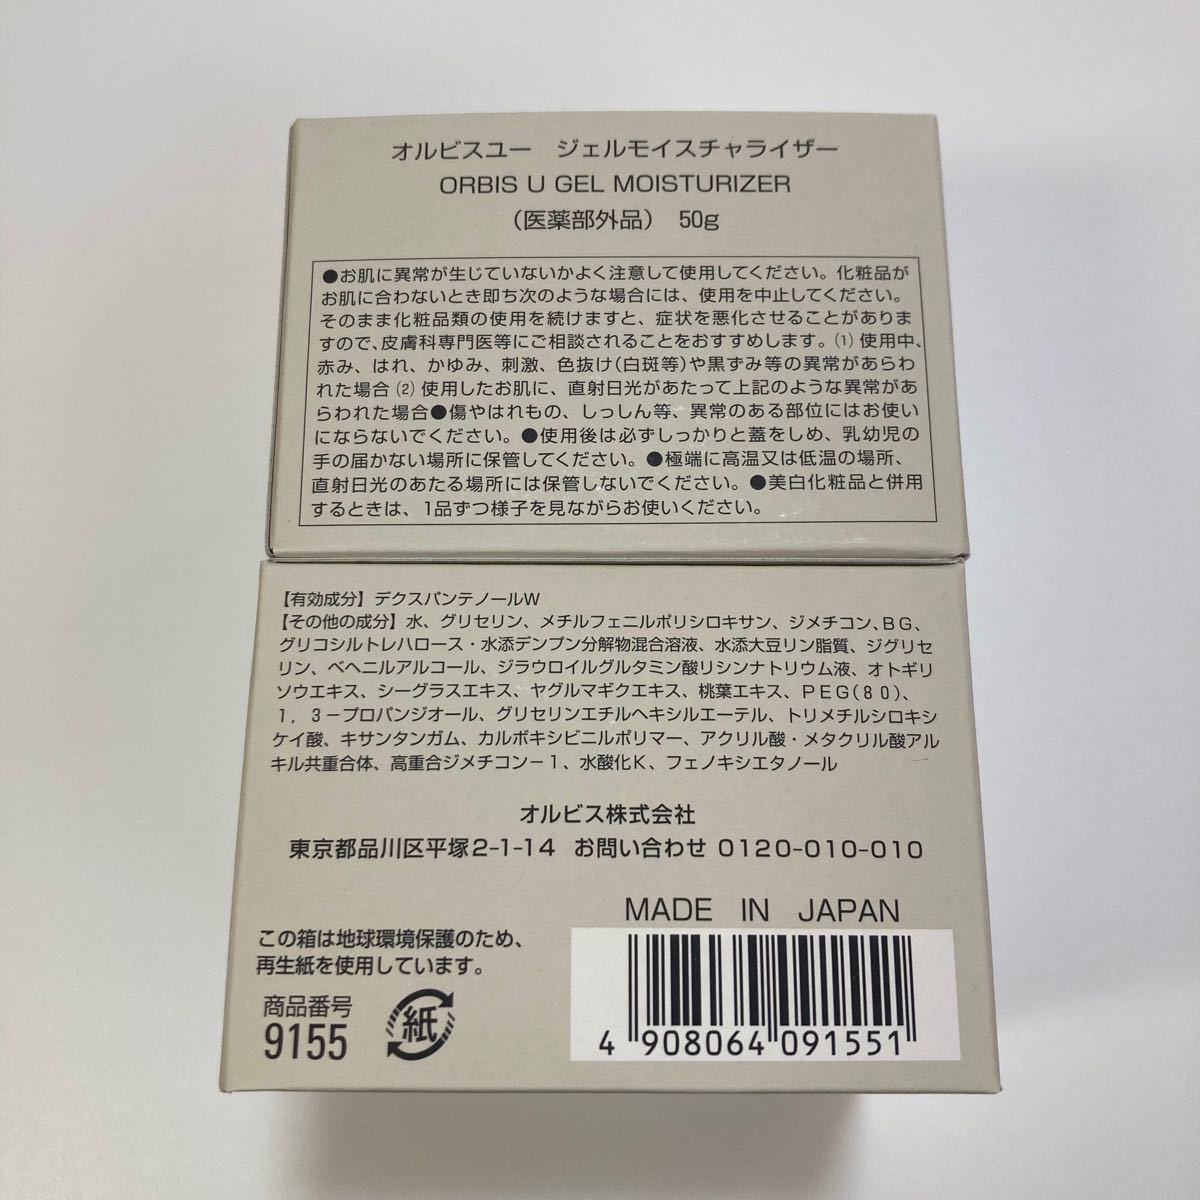 オルビスユー　ジェルモイスチャライザー
ORBIS U GEL MOISTURIZER
（医薬部外品）　50g
●お肌に異常が生じていないかよく注意して使用してください。化粧品が
お肌に合わないとき即ち次のような場合には、使用を中止してください。
そのまま化粧品類の使用を続けますと、症状を悪化させることがありま
すので、皮膚科専門医等にご相談されることをおすすめします。(1)使用中、
赤み、はれ、かゆみ、刺激、色抜け(白斑等)や黒ずみ等の異常があらわ
れた場合(2)使用したお肌に、直射日光があたって上記のような異常があ
らわれた場合●傷やはれもの、しっしん等、異常のある部位にはお使い
にならないでください。●使用後は必ずしっかりと蓋をしめ、乳幼児の
手の届かない場所に保管してください。●極端に高温又は低温の場所、
直射日光のあたる場所には保管しないでください。●美白化粧品と併用
するときは、1品ずつ様子を見ながらお使いください。
【有効成分】デクスパンテノールW
【その他の成分】水、グリセリン、メチルフェニルポリシロキサン、ジメチコン、BG、
グリコシルトレハロース・水添デンプン分解物混合溶液、水添大豆リン脂質、ジグリセ
リン、ベヘニルアルコール、ジラウロイルグルタミン酸リシンナトリウム液、オトギリ
ソウエキス、シーグラスエキス、ヤグルマギクエキス、桃葉エキス、PEG(80)、
1，3－プロパンジオール、グリセリンエチルヘキシルエーテル、トリメチルシロキシ
ケイ酸、キサンタンガム、カルボキシビニルポリマー、アクリル酸・メタクリル酸アル
キル共重合体、高重合ジメチコン－1、水酸化K、フェノキシエタノール
オルビス株式会社
東京都品川区平塚2-1-14　お問い合わせ 0120-010-010
MADE IN JAPAN
この箱は地球環境保護のため、
再生紙を使用しています。
商品番号
9155
紙
4 908064 091551